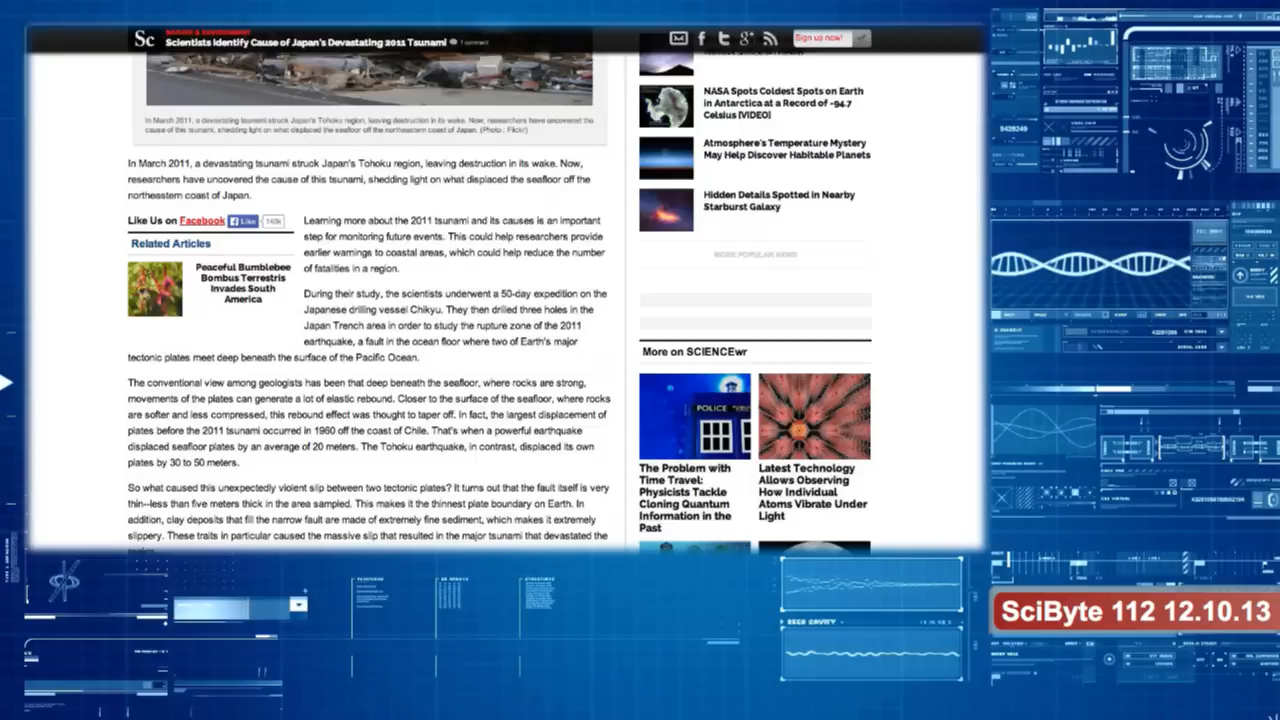 Sc
SCIENCE & ENVIRONMENT
Scientists Identify Cause of Japan's Devastating 2011 Tsunami
1 comment
Sign up now!
In March 2011, a devastating tsunami struck Japan's Tohoku region, leaving destruction in its wake. Now, researchers have uncovered the
cause of this tsunami, shedding light on what displaced the seafloor off the northeastern coast of Japan. (Photo : Flickr)
In March 2011, a devastating tsunami struck Japan's Tohoku region, leaving destruction in its wake. Now,
researchers have uncovered the cause of this tsunami, shedding light on what displaced the seafloor off the
northeastern coast of Japan.
Like Us on Facebook
Like
140k
Related Articles
Peaceful Bumblebee
Bombus Terrestris
Invades South
America
Learning more about the 2011 tsunami and its causes is an important
step for monitoring future events. This could help researchers provide
earlier warnings to coastal areas, which could help reduce the number
of fatalities in a region.
During their study, the scientists underwent a 50-day expedition on the
Japanese drilling vessel Chikyu. They then drilled three holes in the
Japan Trench area in order to study the rupture zone of the 2011
earthquake, a fault in the ocean floor where two of Earth's major
tectonic plates meet deep beneath the surface of the Pacific Ocean.
The conventional view among geologists has been that deep beneath the seafloor, where rocks are strong,
movements of the plates can generate a lot of elastic rebound. Closer to the surface of the seafloor, where rocks
are softer and less compressed, this rebound effect was thought to taper off. In fact, the largest displacement of
plates before the 2011 tsunami occurred in 1960 off the coast of Chile. That's when a powerful earthquake
displaced seafloor plates by an average of 20 meters. The Tohoku earthquake, in contrast, displaced its own
plates by 30 to 50 meters.
So what caused this unexpectedly violent slip between two tectonic plates? It turns out that the fault itself is very
thin--less than five meters thick in the area sampled. This makes it the thinnest plate boundary on Earth. In
addition, clay deposits that fill the narrow fault are made of extremely fine sediment, which makes it extremely
slippery. These traits in particular caused the massive slip that resulted in the major tsunami that devastated the
NASA Spots Coldest Spots on Earth
in Antarctica at a Record of -94.7
Celsius [VIDEO]
Atmosphere's Temperature Mystery
May Help Discover Habitable Planets
Hidden Details Spotted in Nearby
Starburst Galaxy
MORE POPULAR NEWS
More on SCIENCEwr
POLICE
The Problem with
Time Travel:
Physicists Tackle
Cloning Quantum
Information in the
Past
Latest Technology
Allows Observing
How Individual
Atoms Vibrate Under
Light
9428249
SciByte 112 12.10.13